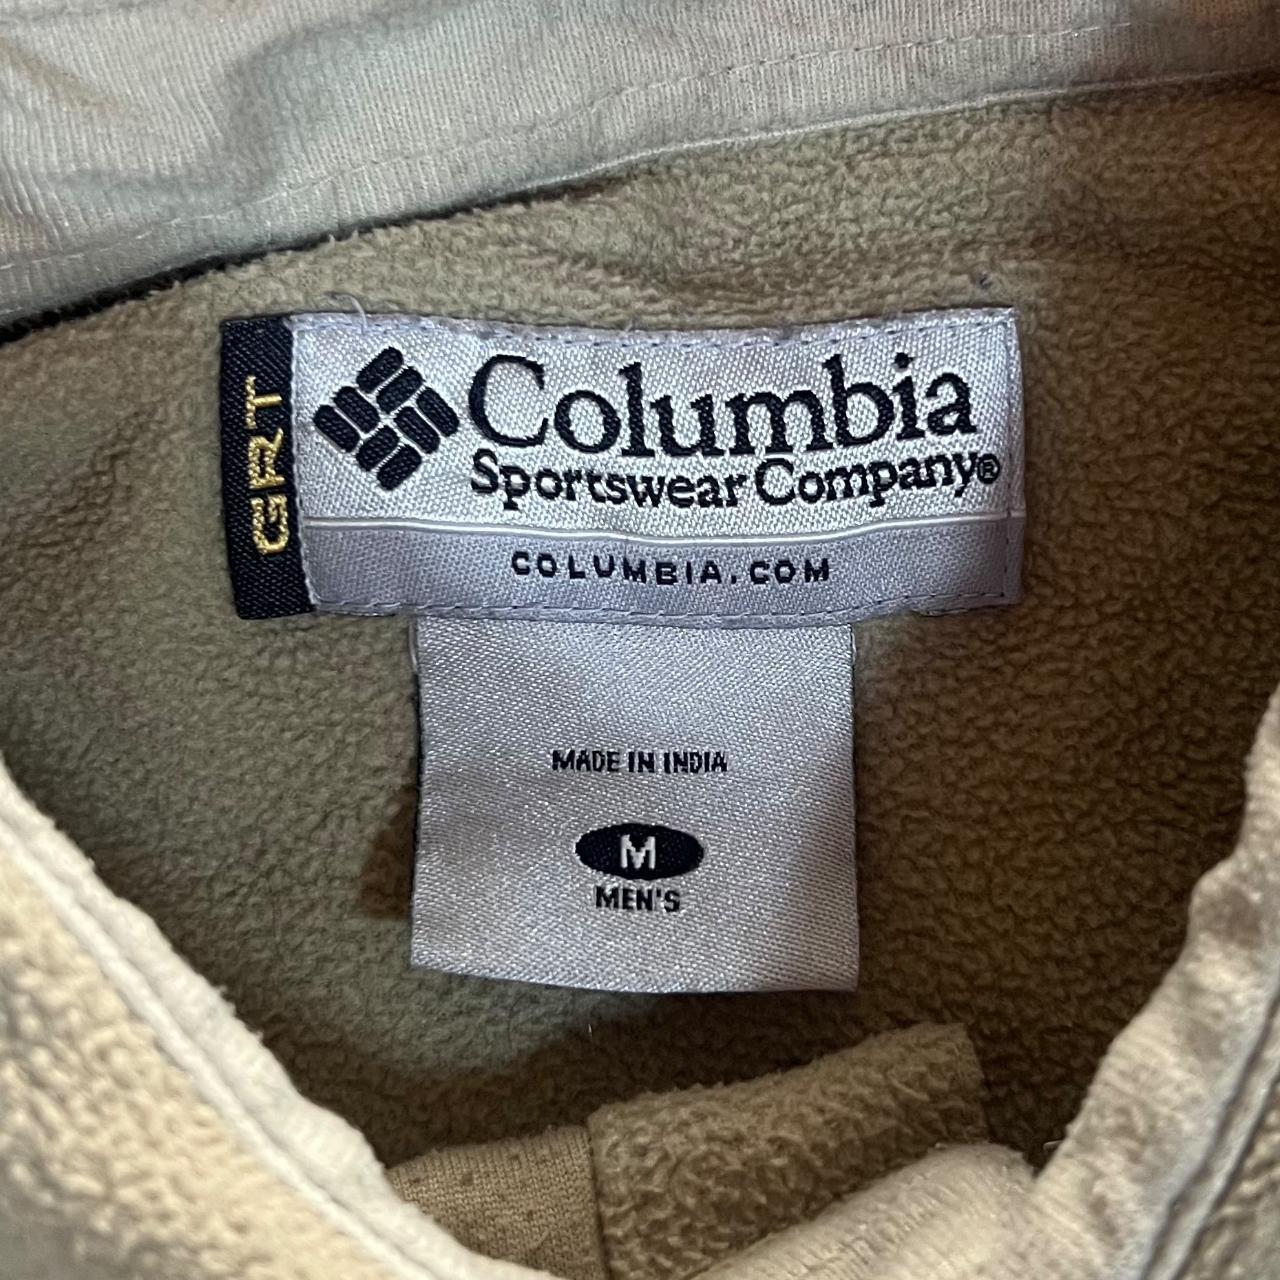 GRT
Columbia
Sportswear Company®
COLUMBIA.COM
MADE IN INDIA
M
MEN'S